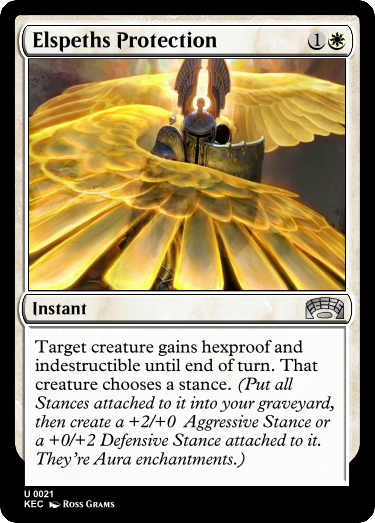 Elspeths Protection 1
Instant
Target creature gains hexproof and
indestructible until end of turn. That
creature chooses a stance. (Put all
Stances attached to it into your graveyard,
then create a +2/+0 Aggressive Stance or
a +0/+2 Defensive Stance attached to it.
They're Aura enchantments.)
U 0021
KEC Ross Grams